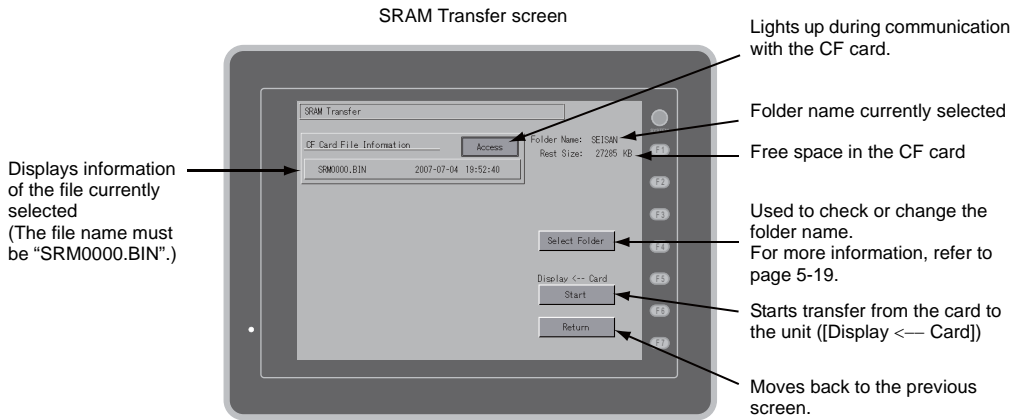 SRAM Transfer screen
Lights up during communication
with the CF card.
Folder name currently selected
Free space in the CF card
Used to check or change the
folder name.
For more information, refer to
page 5-19.
Starts transfer from the card to
the unit ([Display <−− Card])
Moves back to the previous
screen.
Displays information
of the file currently
selected
(The file name must
be “SRM0000.BIN”.)
SRAM Transfer
CF Card File Information
Access
SRM0000.BIN 2007-07-04 19:52:40
Folder Name: SEISAN
Rest Size: 27285 KB
Select Folder
Display <-- Card
Start
Return
F1
F2
F3
F4
F5
F6
F7